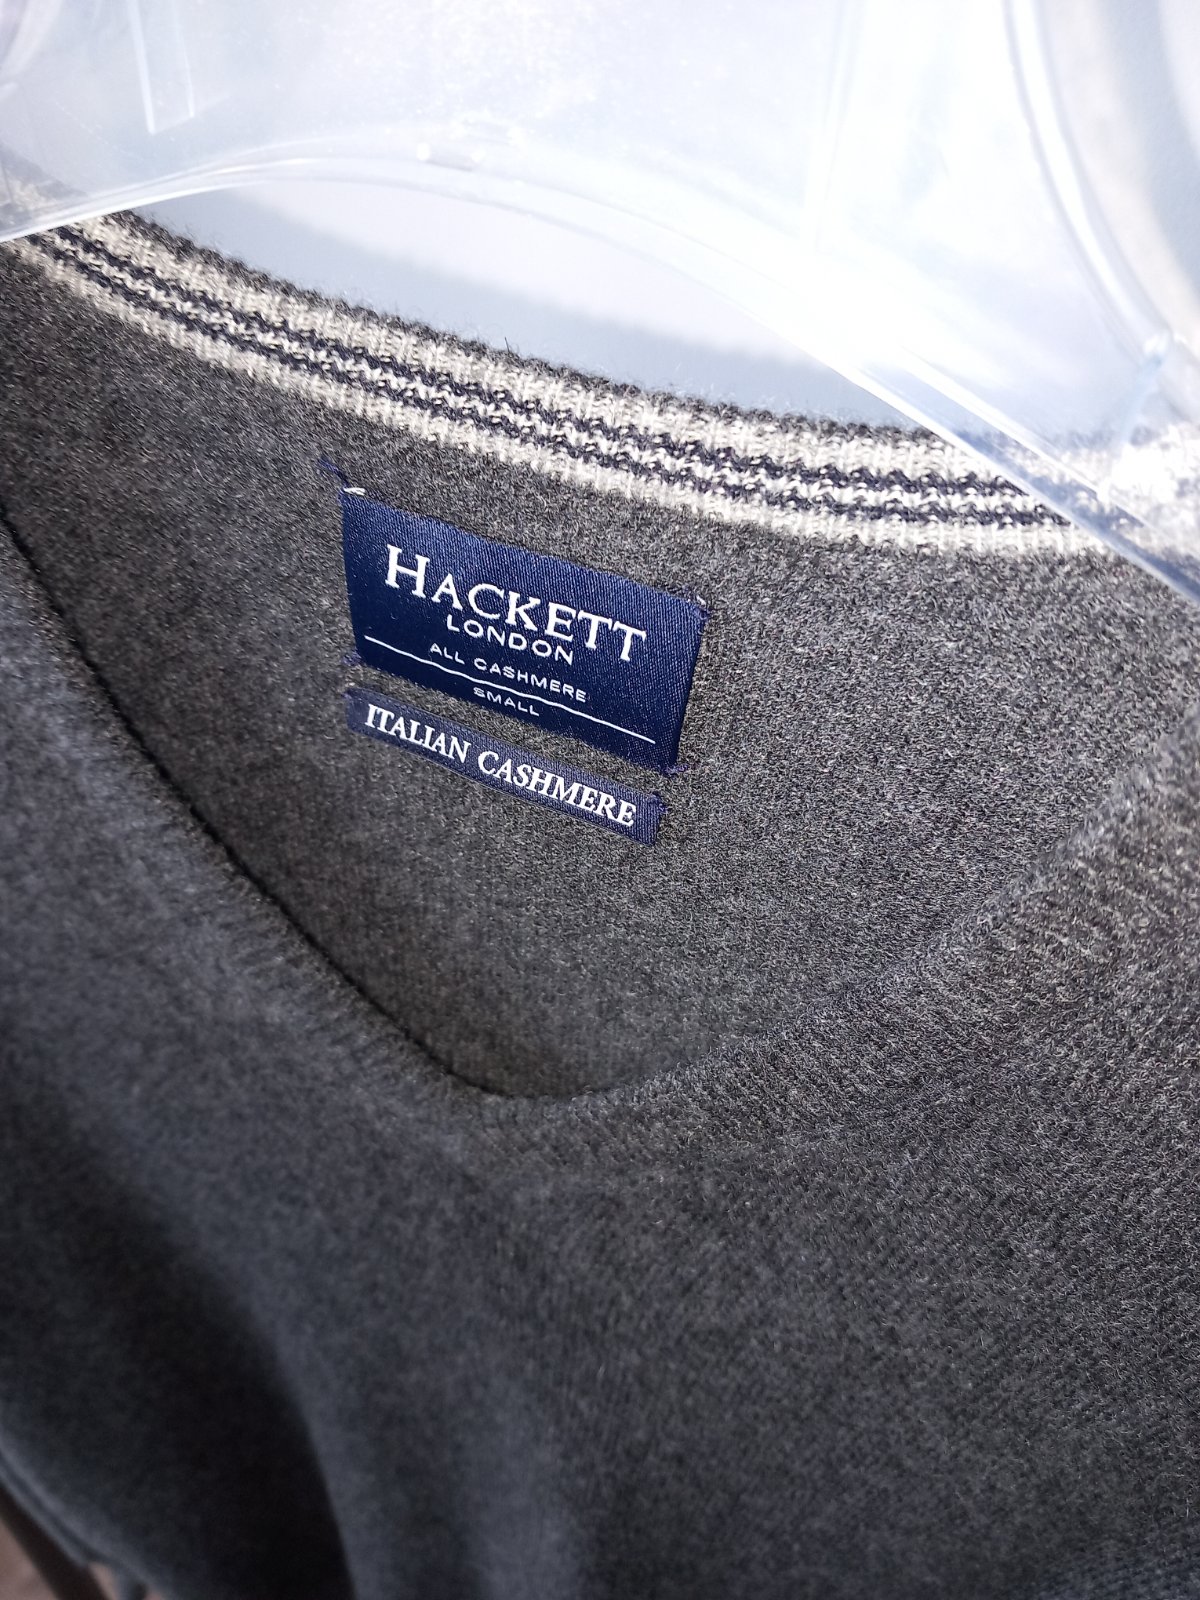 HACKETT
LONDON
ALL CASHMERE
SMALL
ITALIAN CASHMERE